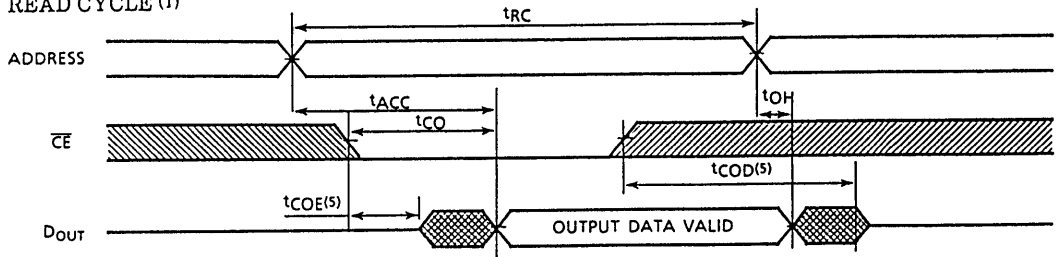 READ CYCLE (1)
tRC
ADDRESS
tACC
tOH
tCO
CE
tCOD(5)
tCOE(5)
DOUT
OUTPUT DATA VALID